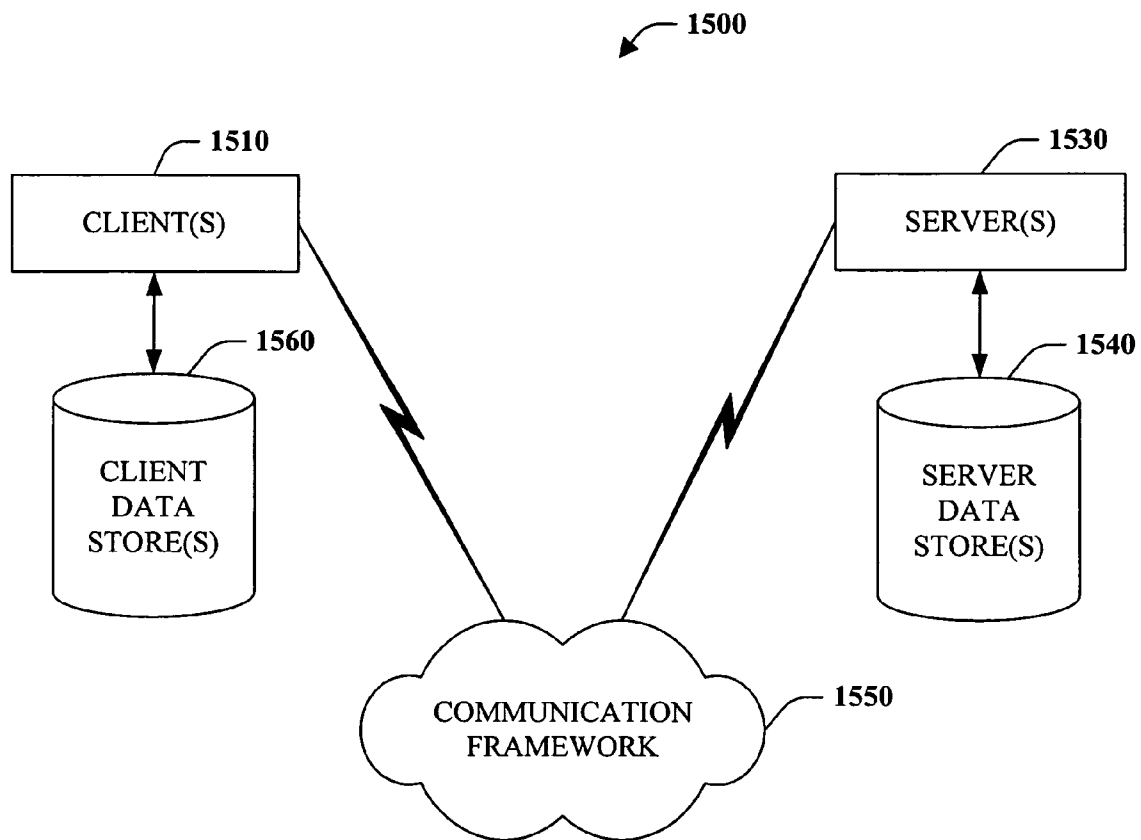 1500
1510
1530
CLIENT(S)
SERVER(S)
1560
1540
CLIENT
DATA
STORE(S)
SERVER
DATA
STORE(S)
1550
COMMUNICATION
FRAMEWORK